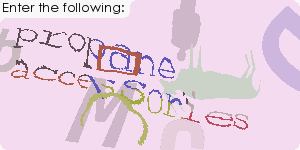 Enter the following:
propane
accessories